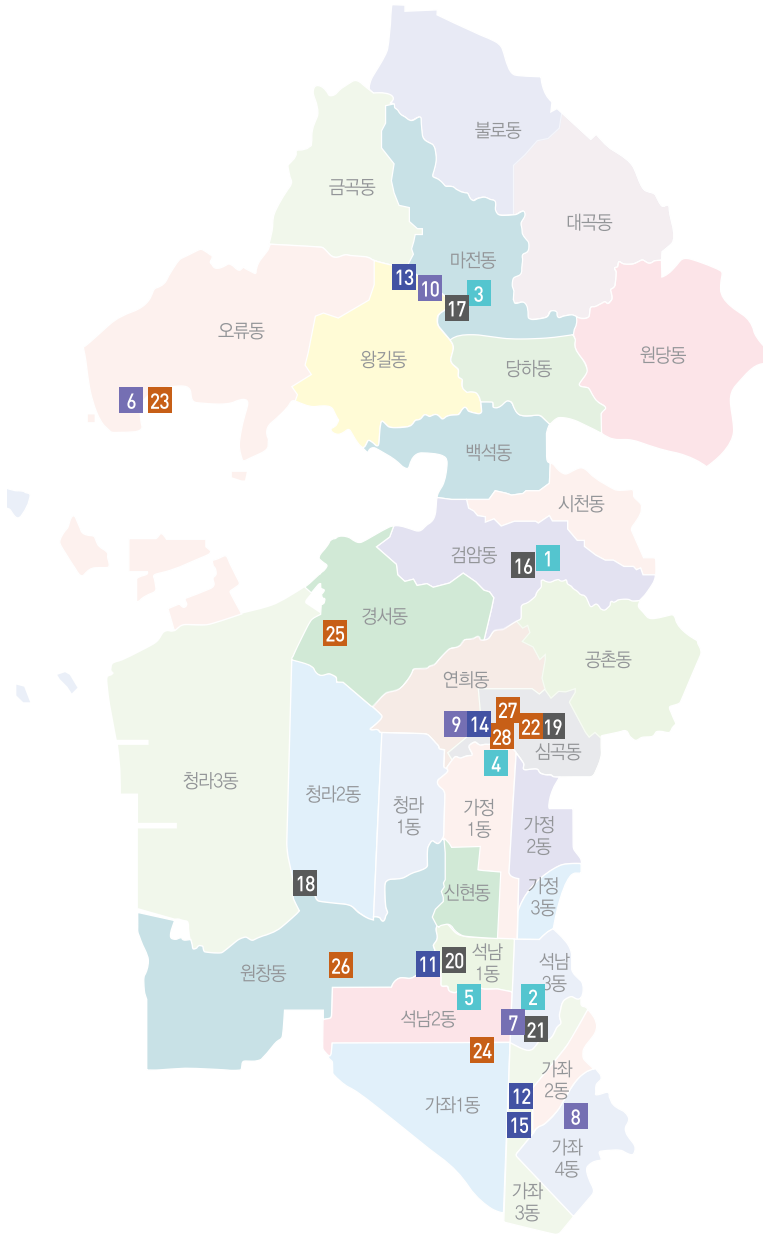 불로동
금곡동
대곡동
마전동
13
10
3
17
오류동
왕길동
당하동
원당동
6
23
백석동
시천동
검암동
16
1
경서동
25
공촌동
연희동
27
9
14
22
19
28
심곡동
4
청라3동
청라2동
청라
1동
가정
1동
가정
2동
18
신현동
가정
3동
원창동
26
11
20
석남
1동
석남
3동
5
2
석남2동
7
21
24
가좌
2동
12
가좌1동
15
8
가좌
4동
가좌
3동